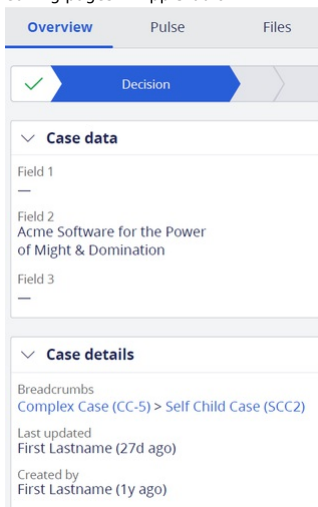 Overview Pulse Files
Decision
Case data
Field 1
—
Field 2
Acme Software for the Power
of Might & Domination
Field 3
—
Case details
Breadcrumbs
Complex Case (CC-5) > Self Child Case (SCC2)
Last updated
First Lastname (27d ago)
Created by
First Lastname (1y ago)